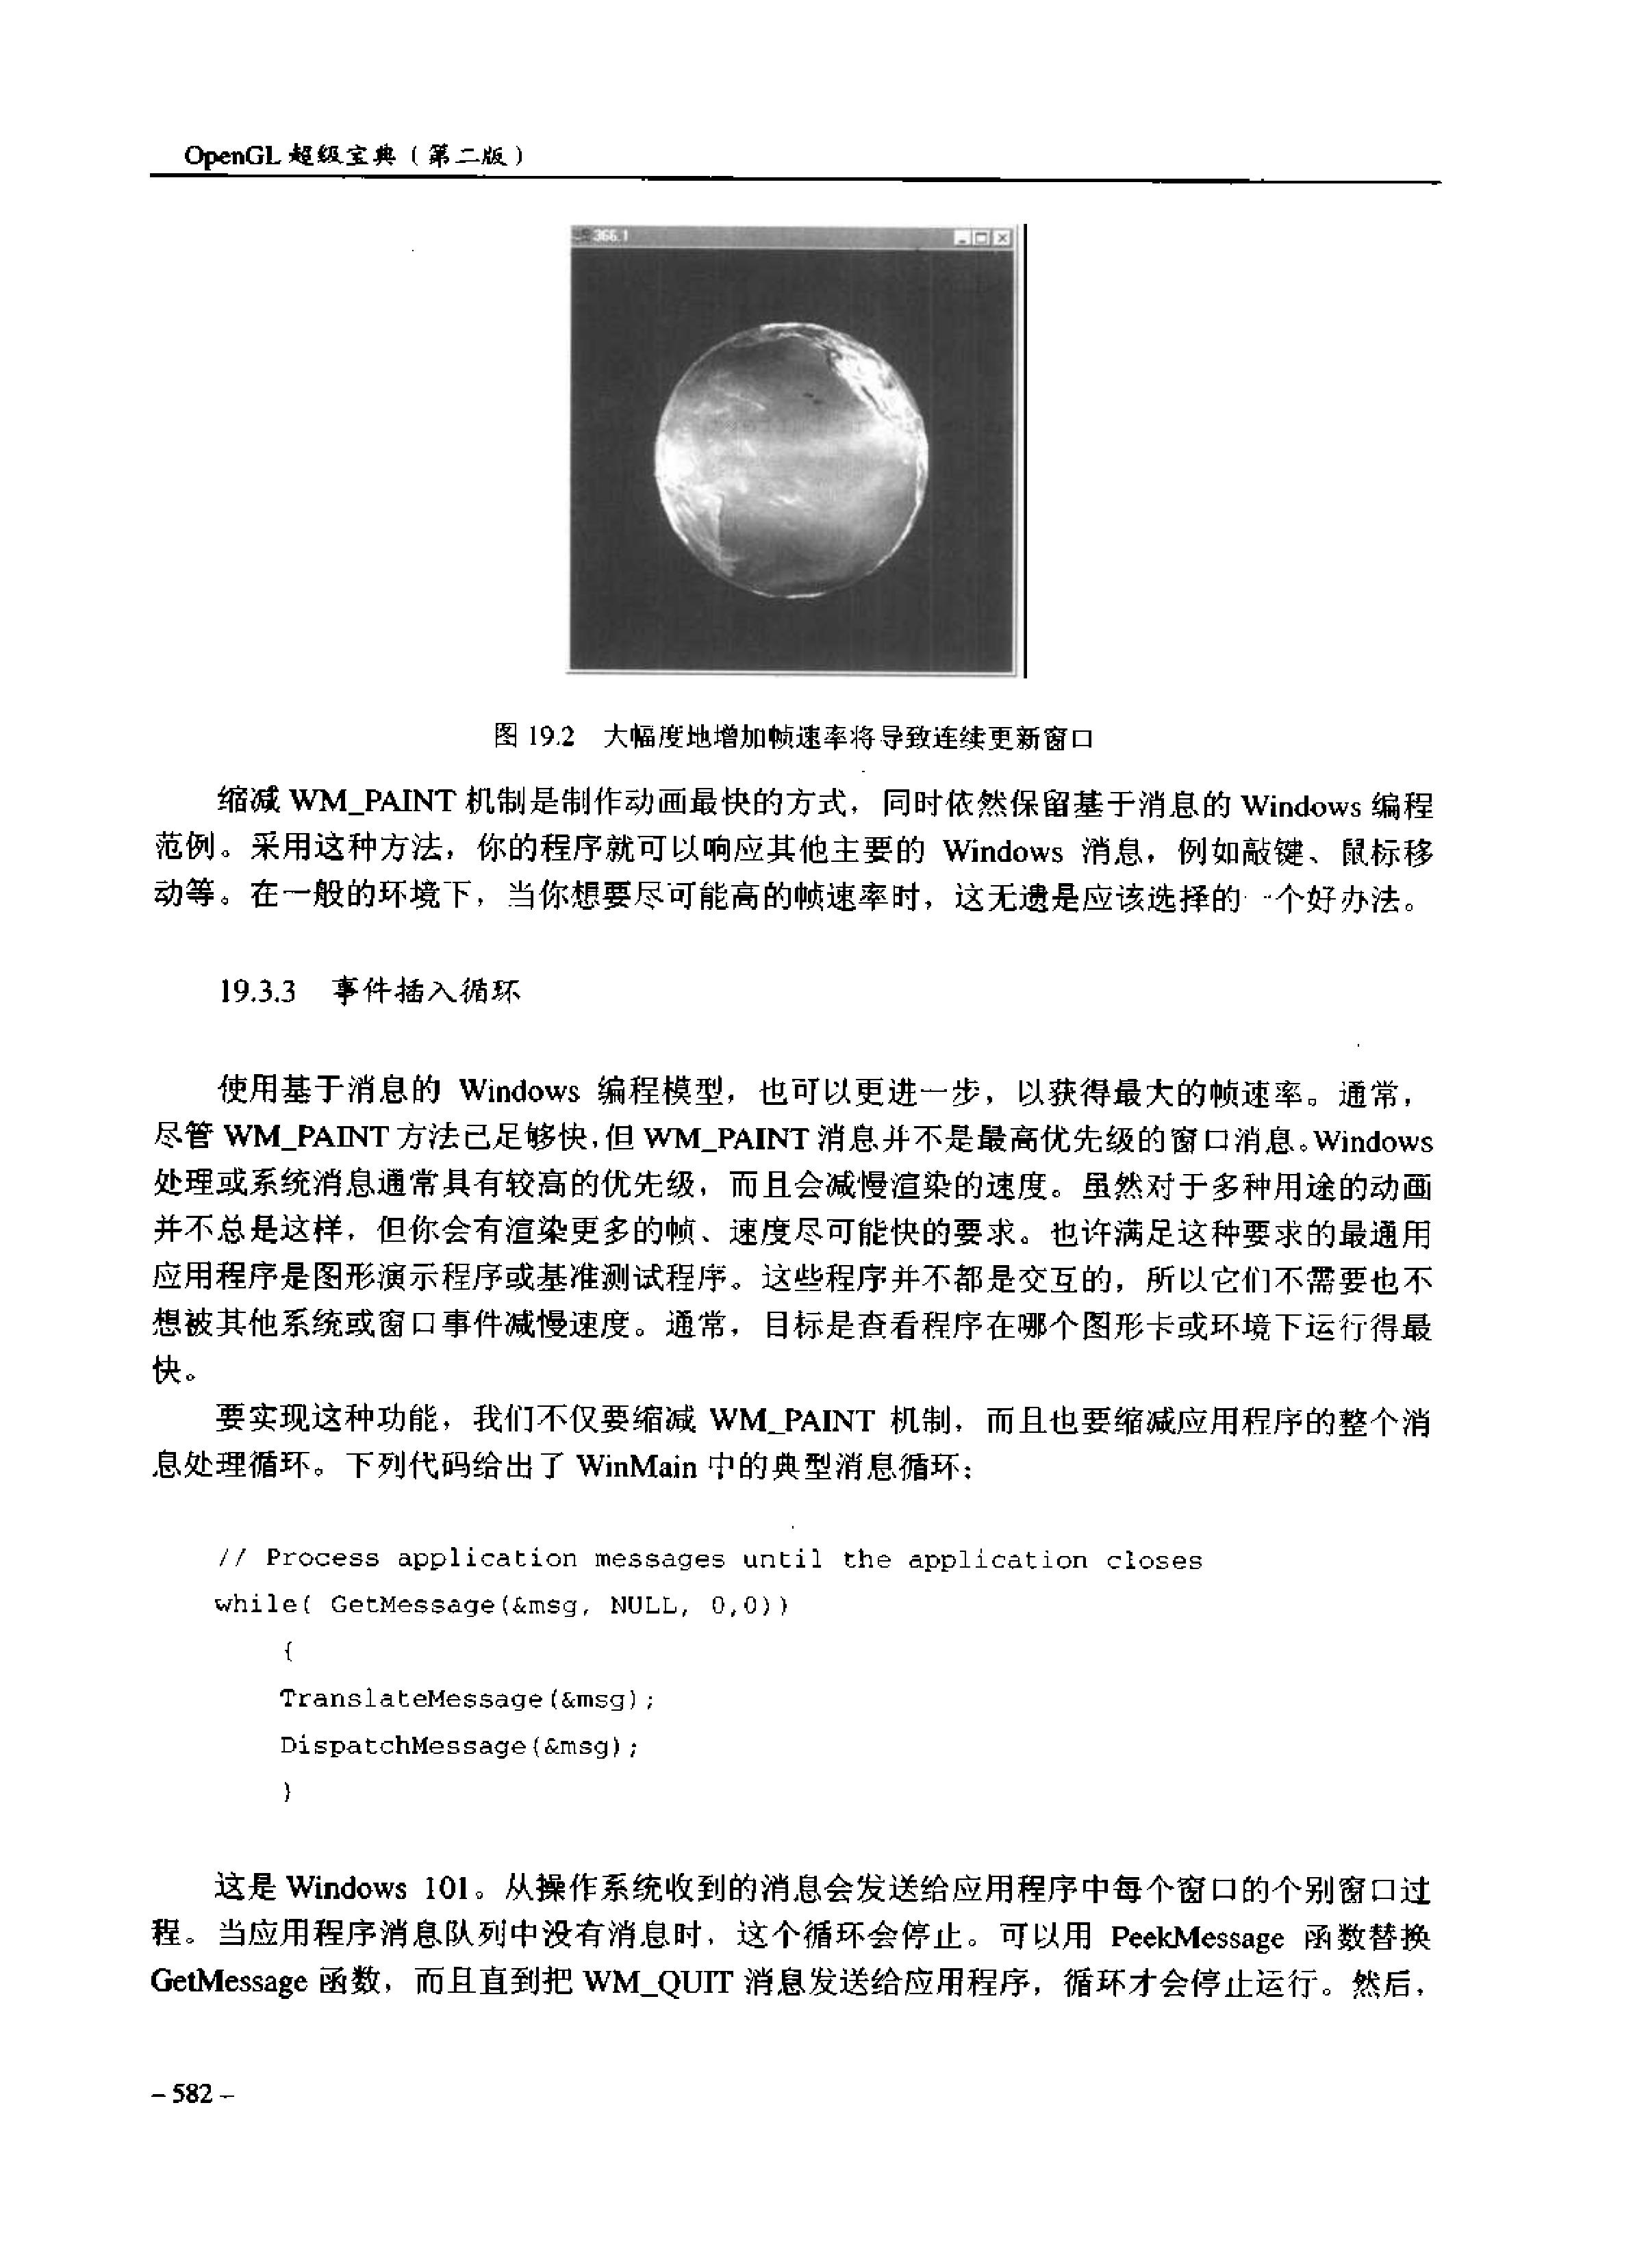 OpenGL 超级宝典（第二版）
366.1
图 19.2 大幅度地增加帧速率将导致连续更新窗口
缩减 WM_PAINT 机制是制作动画最快的方式，同时依然保留基于消息的 Windows 编程
范例。采用这种方法，你的程序就可以响应其他主要的 Windows 消息，例如敲键、鼠标移
动等。在一般的环境下，当你想要尽可能高的帧速率时，这无遗是应该选择的一个好办法。
19.3.3 事件插入循环
使用基于消息的 Windows 编程模型，也可以更进一步，以获得最大的帧速率。通常，
尽管 WM_PAINT 方法已足够快，但 WM_PAINT 消息并不是最高优先级的窗口消息。Windows
处理或系统消息通常具有较高的优先级，而且会减慢渲染的速度。虽然对于多种用途的动画
并不总是这样，但你会有渲染更多的帧、速度尽可能快的要求。也许满足这种要求的最通用
应用程序是图形演示程序或基准测试程序。这些程序并不都是交互的，所以它们不需要也不
想被其他系统或窗口事件减慢速度。通常，目标是查看程序在哪个图形卡或环境下运行得最
快。
要实现这种功能，我们不仅要缩减 WM_PAINT 机制，而且也要缩减应用程序的整个消
息处理循环。下列代码给出了 WinMain 中的典型消息循环：
// Process application messages until the application closes
while( GetMessage(&msg, NULL, 0,0))
{
TranslateMessage(&msg);
DispatchMessage(&msg);
}
这是 Windows 101。从操作系统收到的消息会发送给应用程序中每个窗口的个别窗口过
程。当应用程序消息队列中没有消息时，这个循环会停止。可以用 PeekMessage 函数替换
GetMessage 函数，而且直到把 WM_QUIT 消息发送给应用程序，循环才会停止运行。然后，
– 582 –